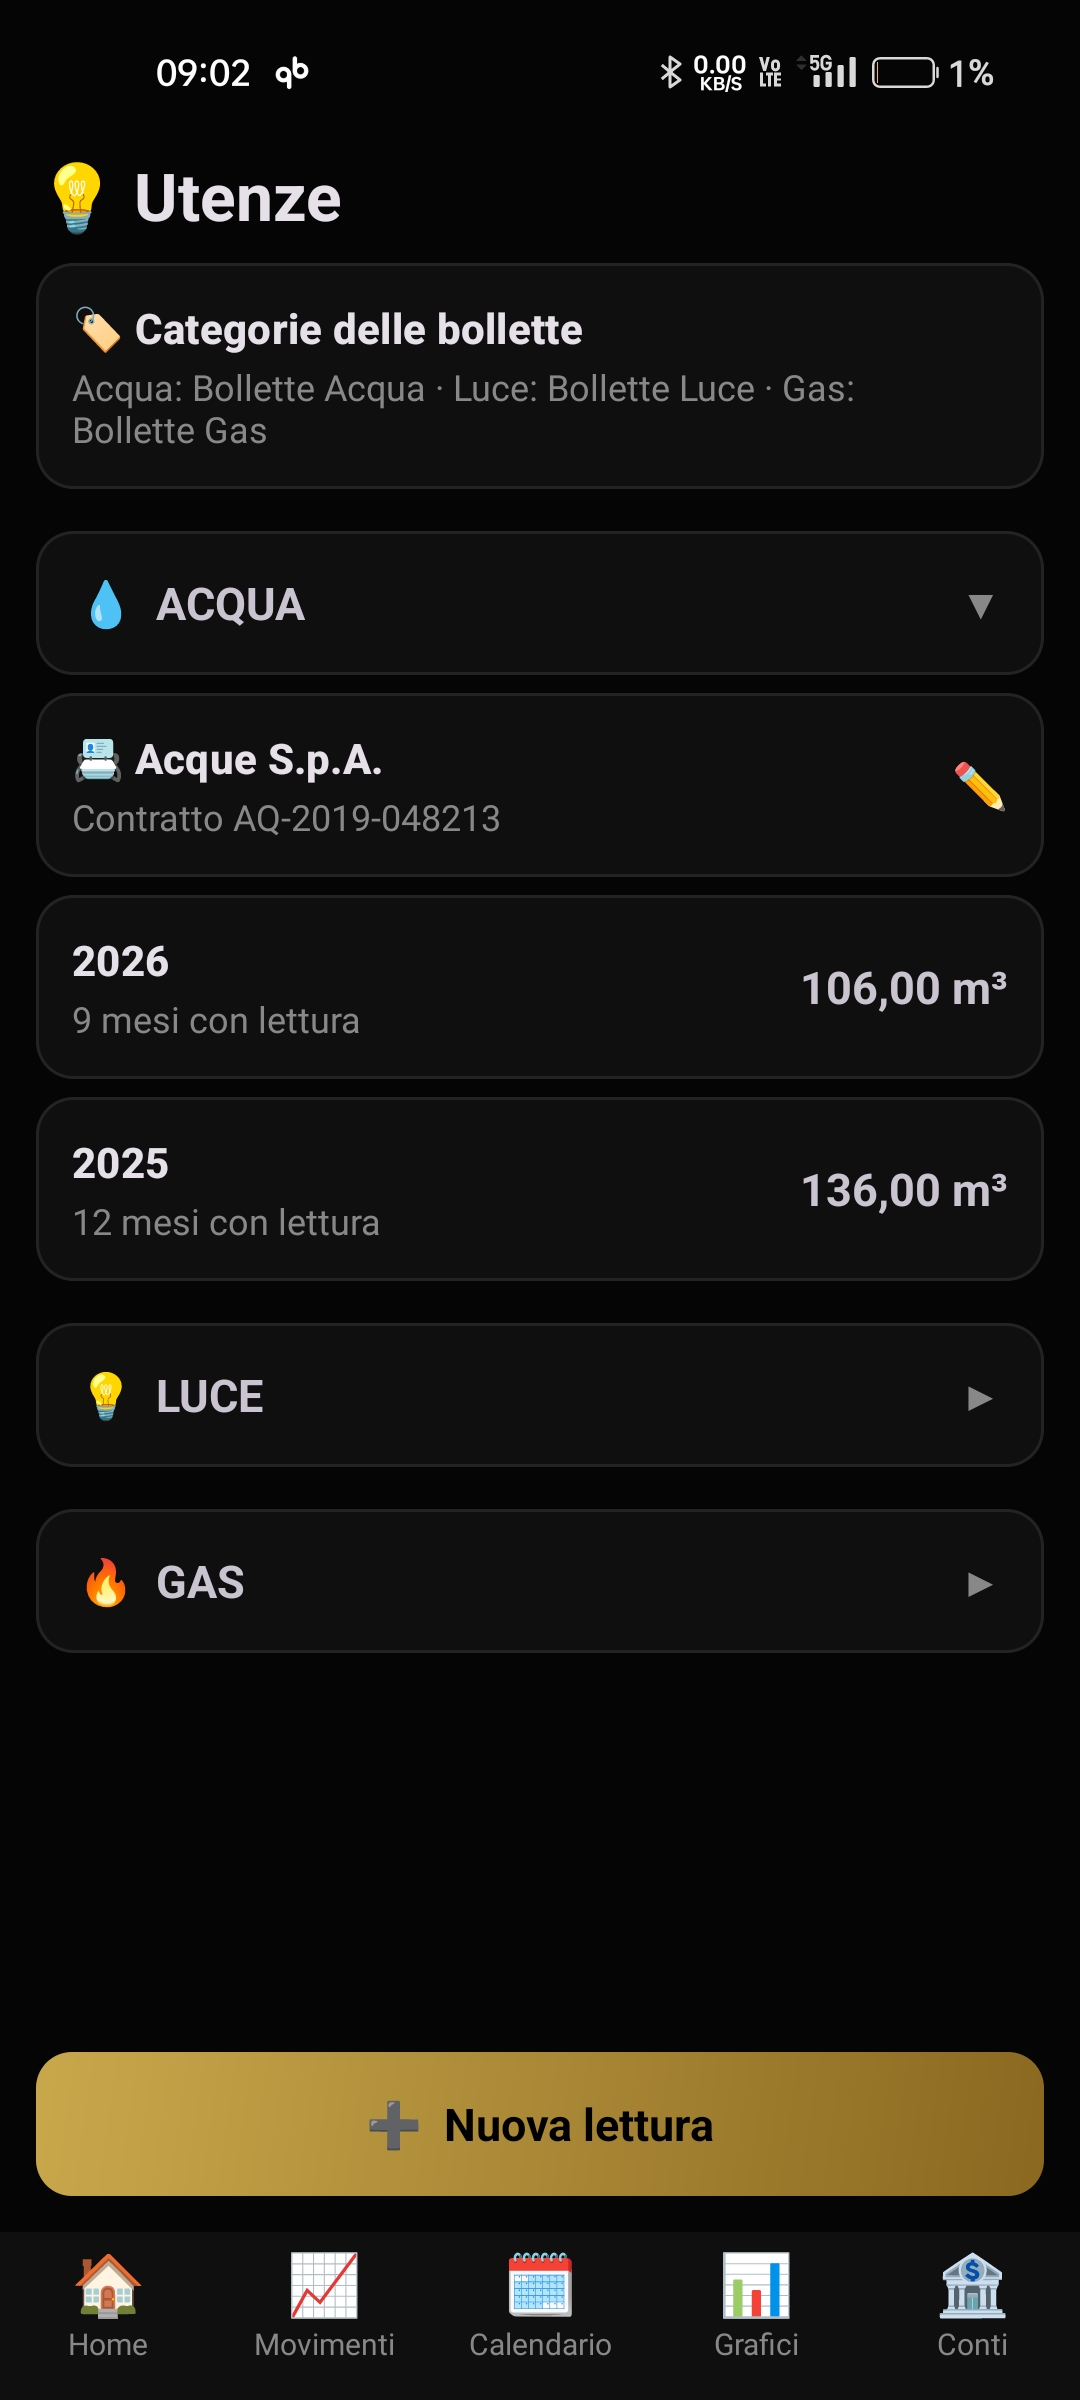 09:02
0.00 KB/S Vo LTE 5G 1%
💡 Utenze
🏷️ Categorie delle bollette
Acqua: Bollette Acqua · Luce: Bollette Luce · Gas:
Bollette Gas
💧 ACQUA ▼
📇 Acque S.p.A.
Contratto AQ-2019-048213
2026
9 mesi con lettura
106,00 m³
2025
12 mesi con lettura
136,00 m³
💡 LUCE ▶
🔥 GAS ▶
➕ Nuova lettura
Home Movimenti Calendario Grafici Conti